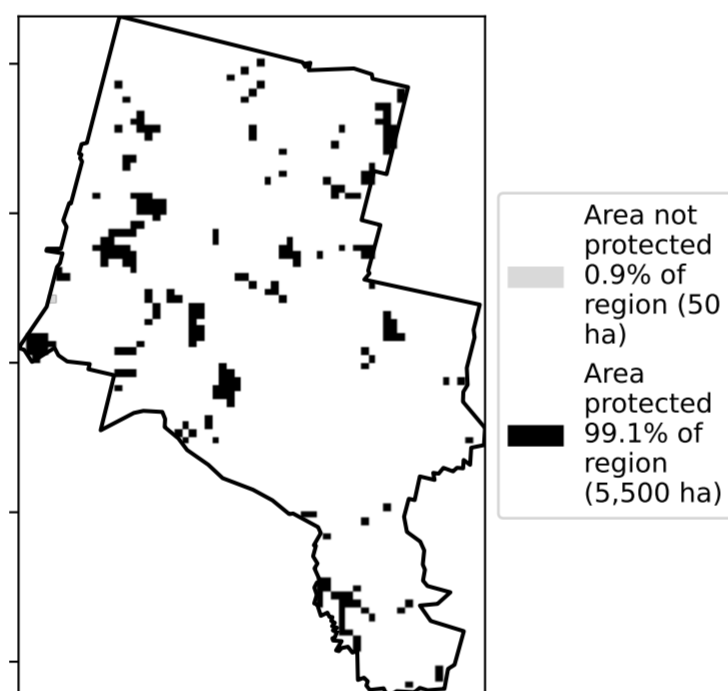 Area not
protected
0.9% of
region (50
ha)
Area
protected
99.1% of
region
(5,500 ha)